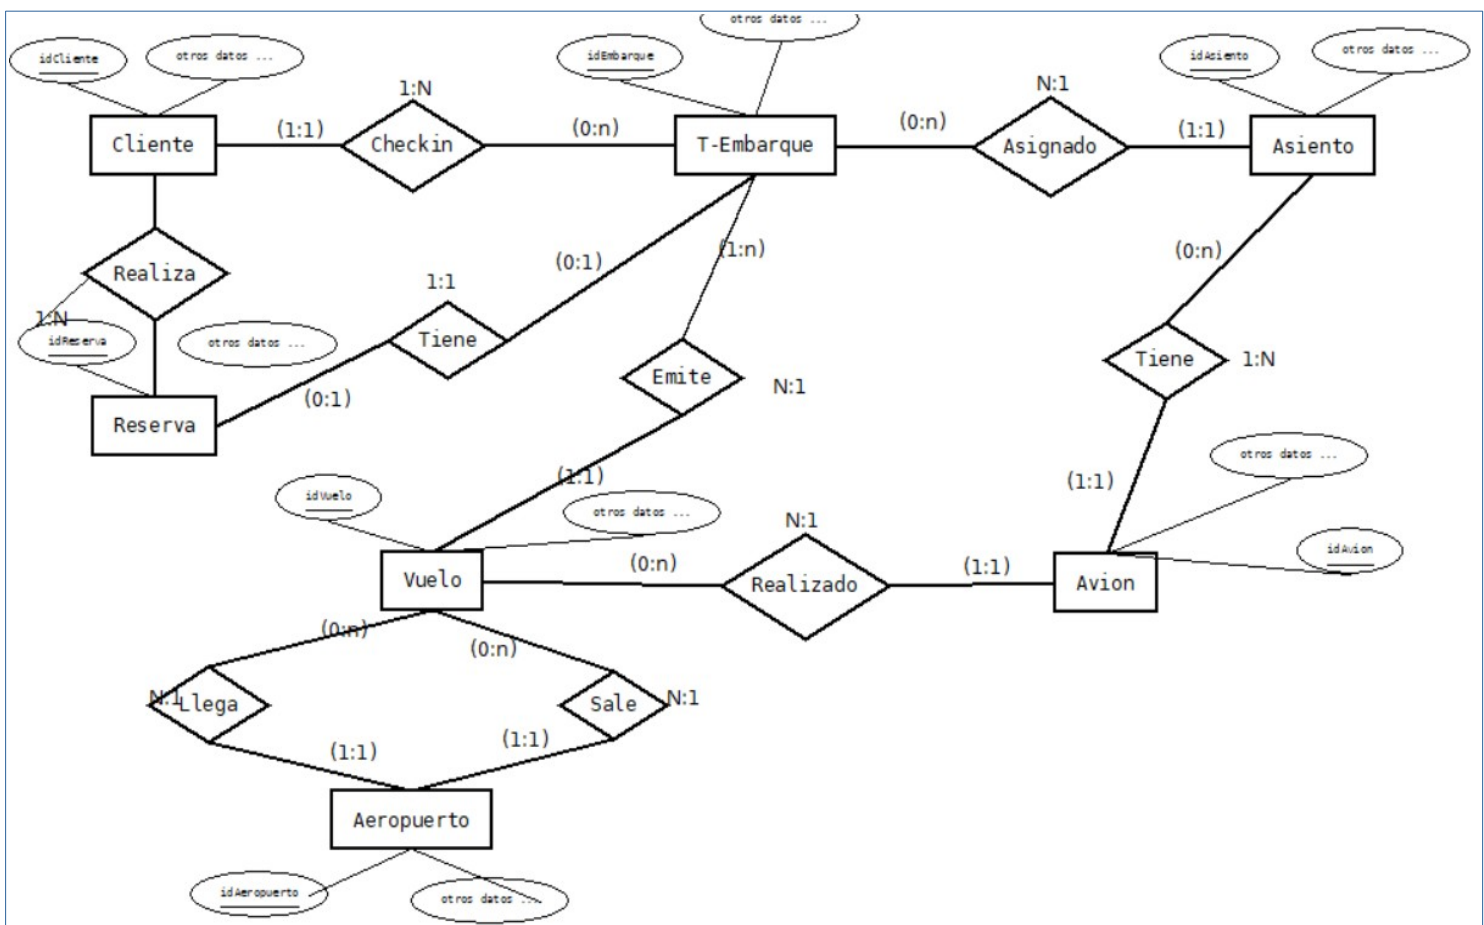 otros datos ...
idCliente
otros datos ...
idEmbarque
idAsiento
otros datos ...
1:N
N:1
Cliente
(1:1)
Checkin
(0:n)
T-Embarque
(0:n)
Asignado
(1:1)
Asiento
Realiza
(0:1)
(1:n)
(0:n)
1:1
1:N
idReserva
otros datos ...
Tiene
Tiene
1:N
Emite
N:1
(0:1)
Reserva
(1:1)
(1:1)
otros datos ...
idVuelo
otros datos ...
N:1
idAvion
Vuelo
(0:n)
Realizado
(1:1)
Avion
(0:n)
(0:n)
N:1
Llega
Sale
N:1
(1:1)
(1:1)
Aeropuerto
idAeropuerto
otros datos ...